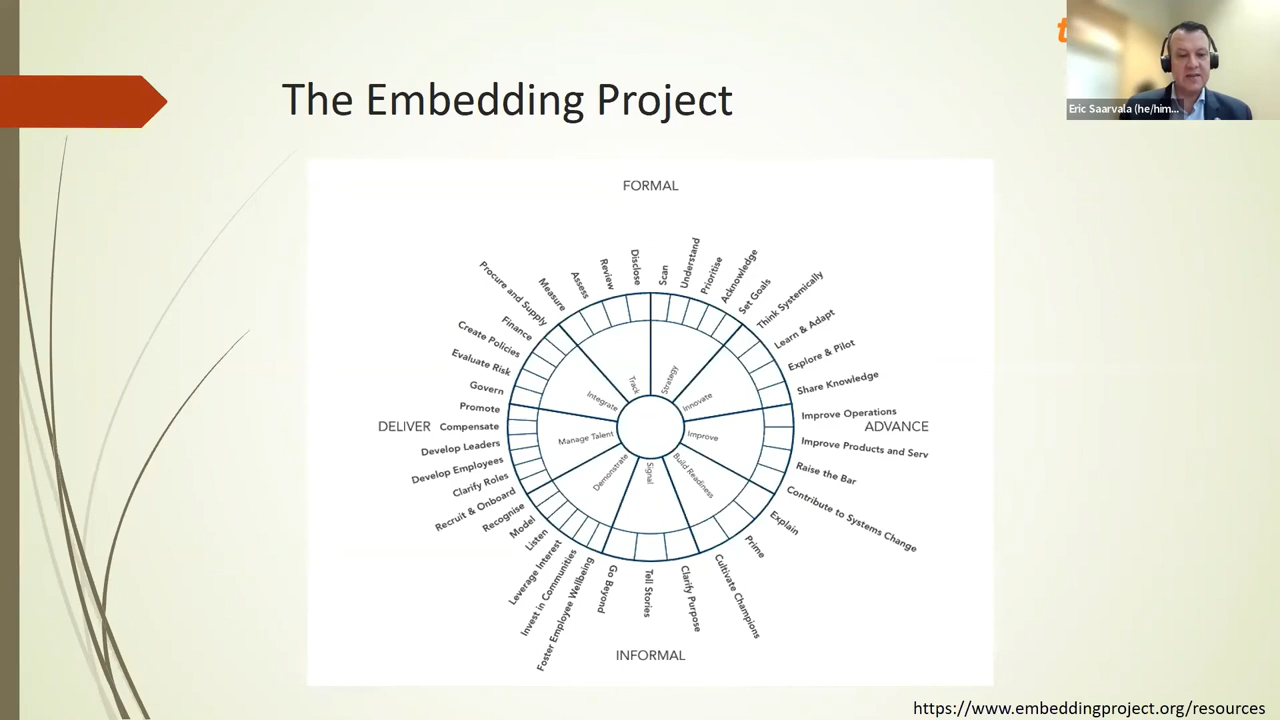 The Embedding Project
Eric Saarvala (he/him...
FORMAL
Scan
Understand
Prioritise
Acknowledge
Set Goals
Think Systemically
Learn & Adapt
Explore & Pilot
Share Knowledge
Improve Operations
ADVANCE
Improve Products and Serv
Raise the Bar
Contribute to Systems Change
Explain
Prime
Cultivate Champions
Clarify Purpose
Tell Stories
Go Beyond
Foster Employee Wellbeing
Invest in Communities
Leverage Interest
Listen
Model
Recognise
Recruit & Onboard
Clarify Roles
Develop Employees
Develop Leaders
Compensate
DELIVER
Promote
Govern
Evaluate Risk
Create Policies
Finance
Procure and Supply
Measure
Assess
Review
Disclose
Track
Strategy
Innovate
Improve
Build Readiness
Signal
Demonstrate
Manage Talent
Integrate
INFORMAL
https://www.embeddingproject.org/resources